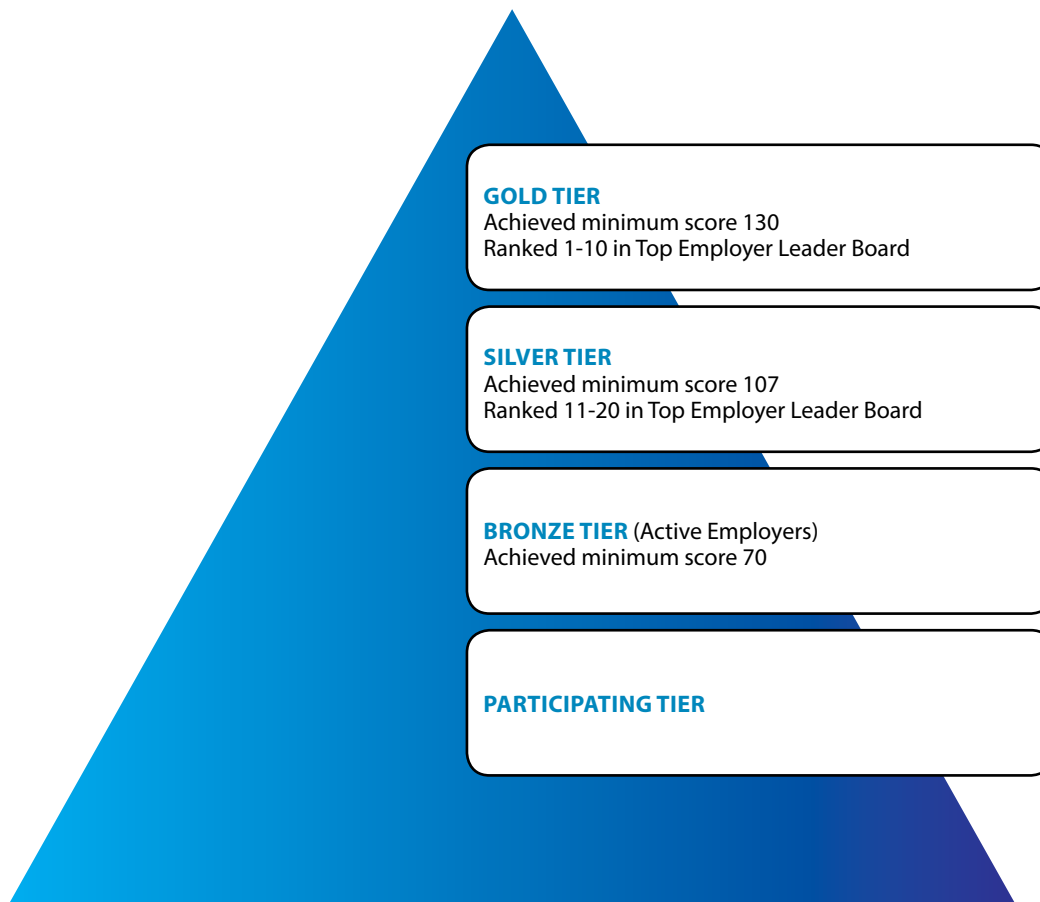 GOLD TIER
Achieved minimum score 130
Ranked 1-10 in Top Employer Leader Board
SILVER TIER
Achieved minimum score 107
Ranked 11-20 in Top Employer Leader Board
BRONZE TIER (Active Employers)
Achieved minimum score 70
PARTICIPATING TIER